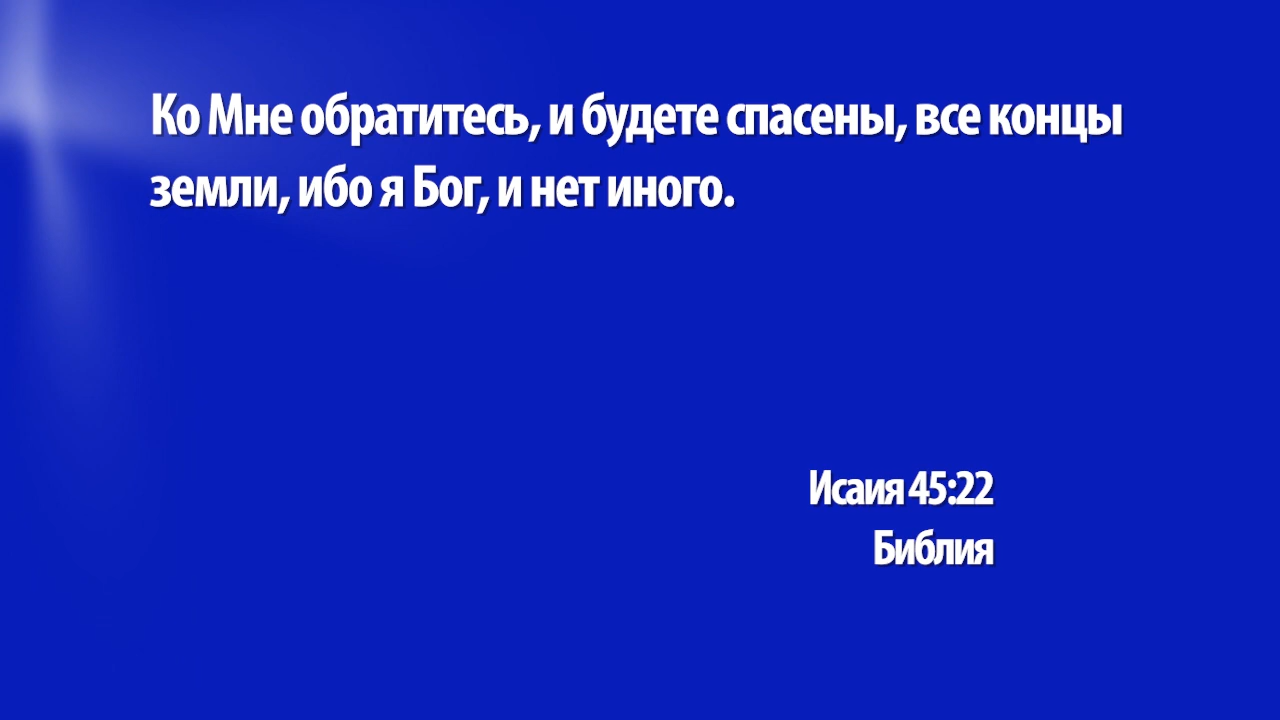 Ко Мне обратитесь, и будете спасены, все концы
земли, ибо я Бог, и нет иного.
Исаия 45:22
Библия